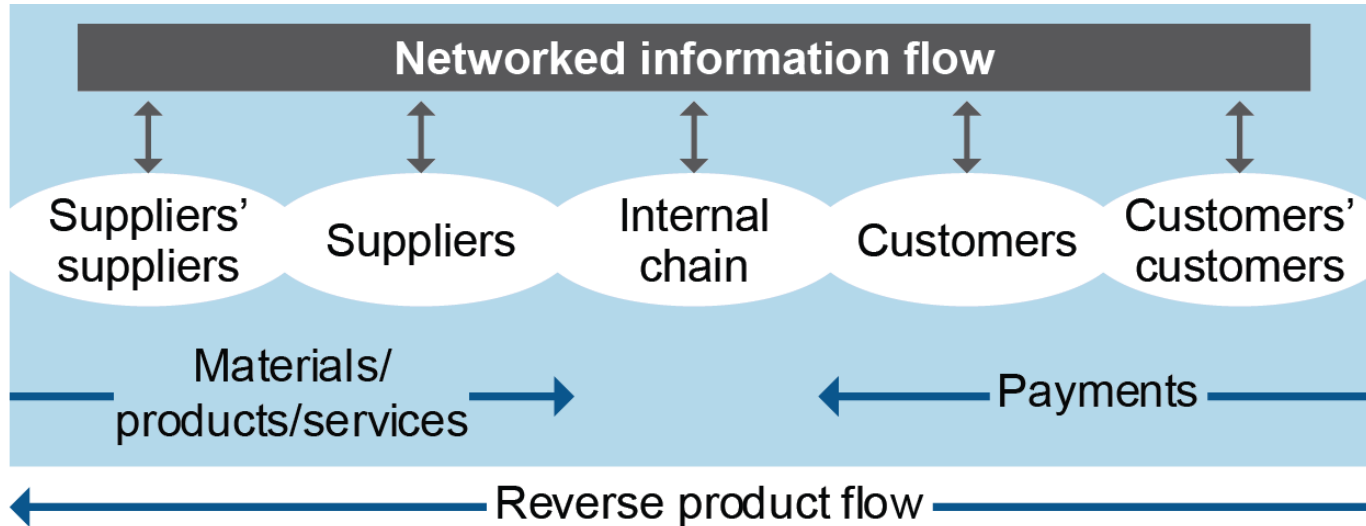 Networked information flow
Suppliers’
suppliers
Suppliers
Internal
chain
Customers
Customers’
customers
Materials/
products/services
Payments
Reverse product flow